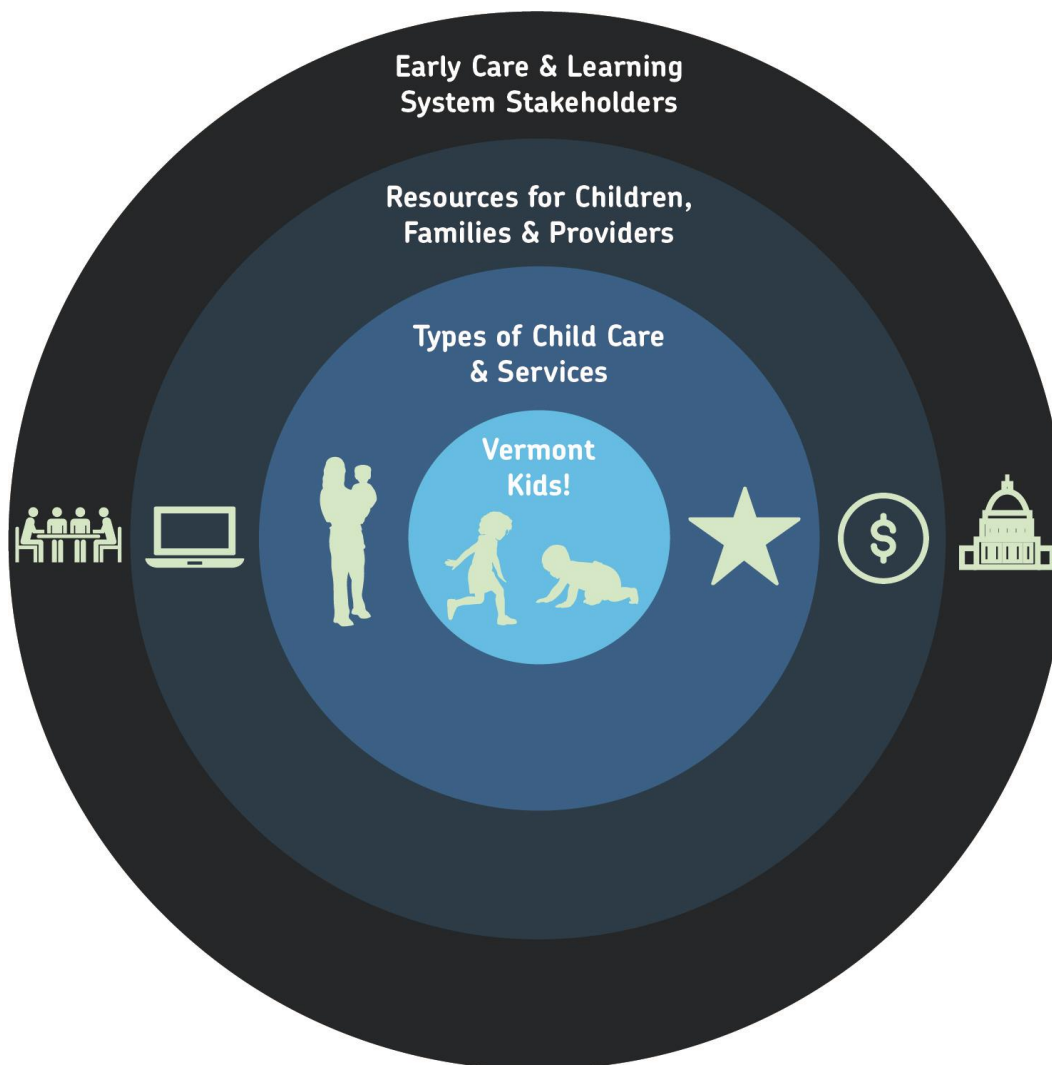 Early Care & Learning
System Stakeholders
Resources for Children,
Families & Providers
Types of Child Care
& Services
Vermont
Kids!
$